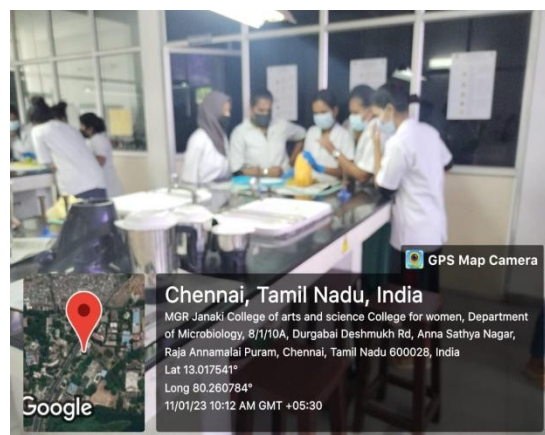 GPS Map Camera
Chennai, Tamil Nadu, India
MGR Janaki College of arts and science College for women, Department
of Microbiology, 8/1/10A, Durgabai Deshmukh Rd, Anna Sathya Nagar,
Raja Annamalai Puram, Chennai, Tamil Nadu 600028, India
Lat 13.017541°
Long 80.260784°
11/01/23 10:12 AM GMT +05:30
Google